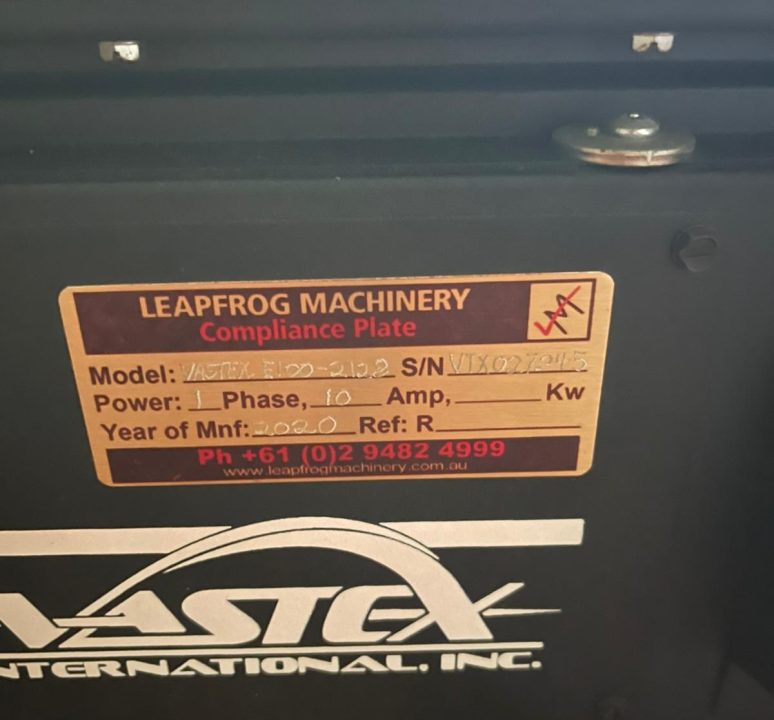 LEAPFROG MACHINERY
Compliance Plate
Model: VASTEX E100-2122 S/N
Power: 1 Phase, 10 Amp, Kw
Year of Mnf: 2020 Ref: R
Ph +61 (0)2 9482 4999
www.leapfrogmachinery.com.au
VASTEX
INTERNATIONAL, INC.